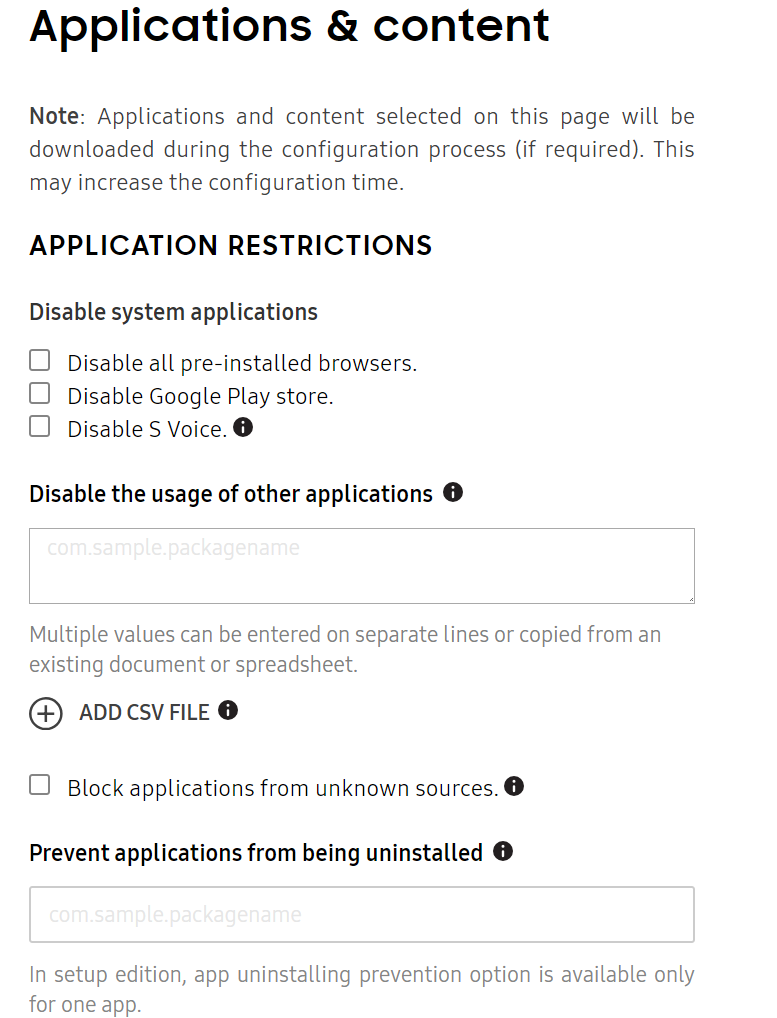 Applications & content
Note: Applications and content selected on this page will be
downloaded during the configuration process (if required). This
may increase the configuration time.
APPLICATION RESTRICTIONS
Disable system applications
Disable all pre-installed browsers.
Disable Google Play store.
Disable S Voice.
Disable the usage of other applications
com.sample.packagename
Multiple values can be entered on separate lines or copied from an
existing document or spreadsheet.
ADD CSV FILE
Block applications from unknown sources.
Prevent applications from being uninstalled
com.sample.packagename
In setup edition, app uninstalling prevention option is available only
for one app.